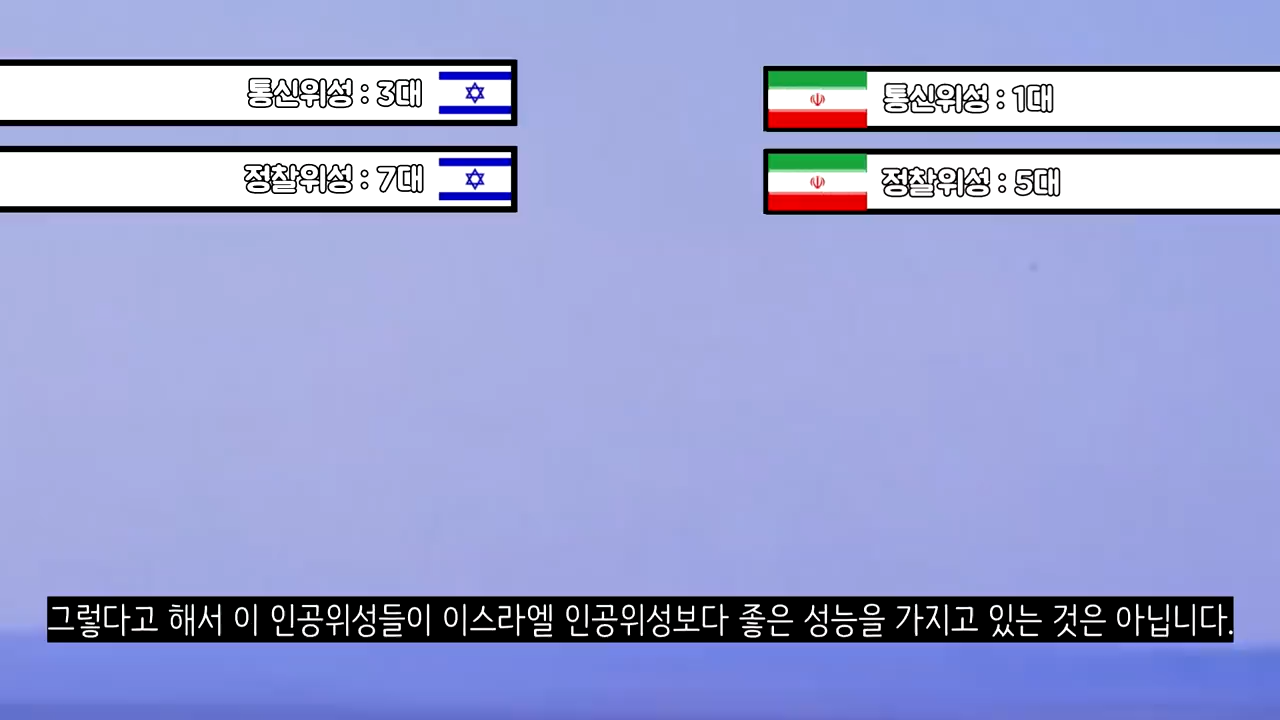 통신위성 : 3대
통신위성 : 1대
정찰위성 : 7대
정찰위성 : 5대
그렇다고 해서 이 인공위성들이 이스라엘 인공위성보다 좋은 성능을 가지고 있는 것은 아닙니다.